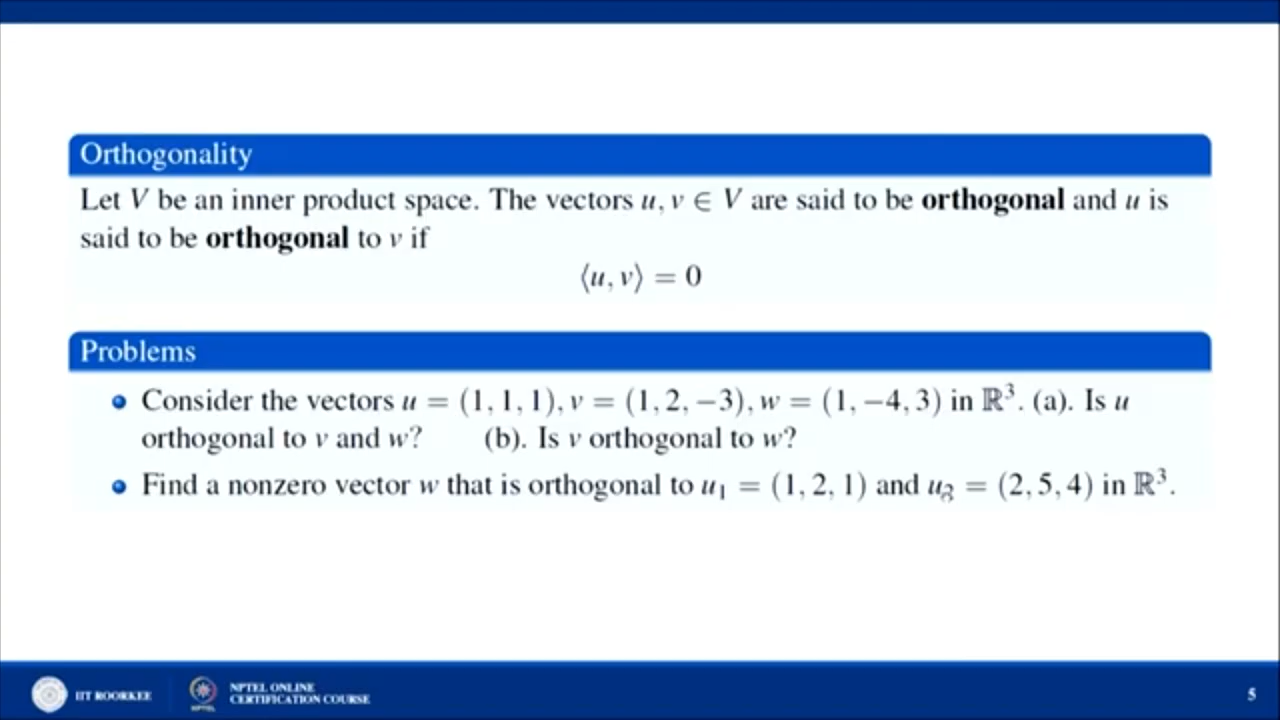 Orthogonality
Let V be an inner product space. The vectors u, v ∈ V are said to be orthogonal and u is
said to be orthogonal to v if
⟨u, v⟩ = 0
Problems
Consider the vectors u = (1, 1, 1), v = (1, 2, −3), w = (1, −4, 3) in ℝ³. (a). Is u
orthogonal to v and w? (b). Is v orthogonal to w?
Find a nonzero vector w that is orthogonal to u₁ = (1, 2, 1) and u₂ = (2, 5, 4) in ℝ³.
IIT ROORKEE
NPTEL
NPTEL ONLINE
CERTIFICATION COURSE
5